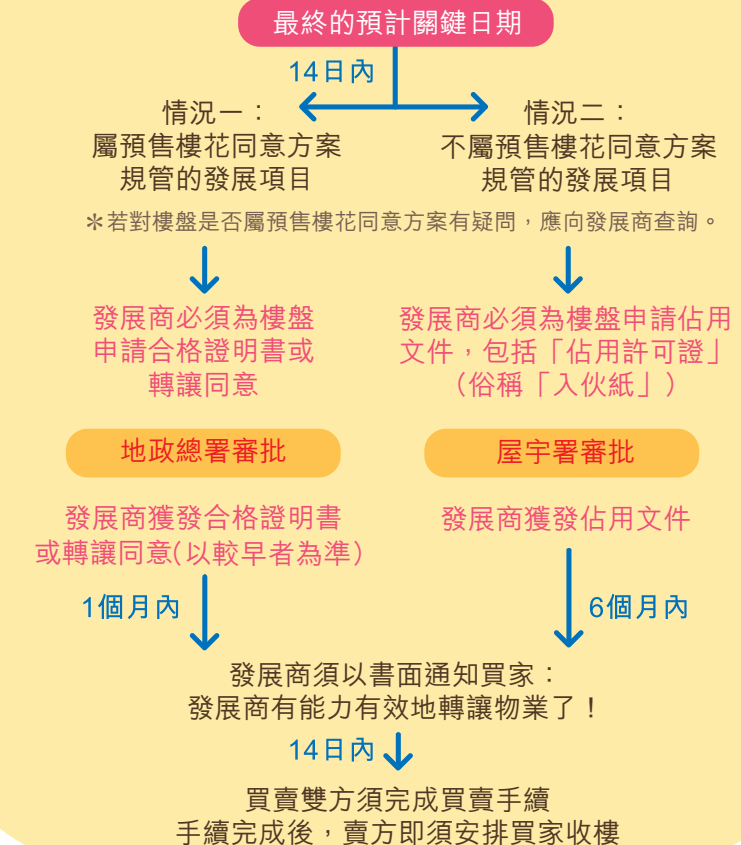 最終的預計關鍵日期
14日內
情況一：
屬預售樓花同意方案
規管的發展項目
情況二：
不屬預售樓花同意方案
規管的發展項目
＊若對樓盤是否屬預售樓花同意方案有疑問，應向發展商查詢。
發展商必須為樓盤
申請合格證明書或
轉讓同意
發展商必須為樓盤申請佔用
文件，包括「佔用許可證」
（俗稱「入伙紙」）
地政總署審批
屋宇署審批
發展商獲發合格證明書
或轉讓同意(以較早者為準)
發展商獲發佔用文件
1個月內
6個月內
發展商須以書面通知買家：
發展商有能力有效地轉讓物業了！
14日內
買賣雙方須完成買賣手續
手續完成後，賣方即須安排買家收樓